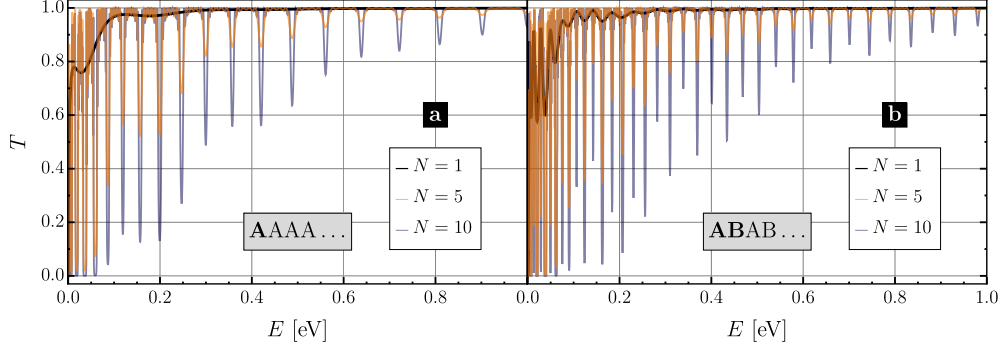 1.0
0.8
0.6
0.4
0.2
0.0
T
a
N = 1
N = 5
N = 10
AAAA...
0.0 0.2 0.4 0.6 0.8
E [eV]
b
N = 1
N = 5
N = 10
ABAB...
0.0 0.2 0.4 0.6 0.8 1.0
E [eV]